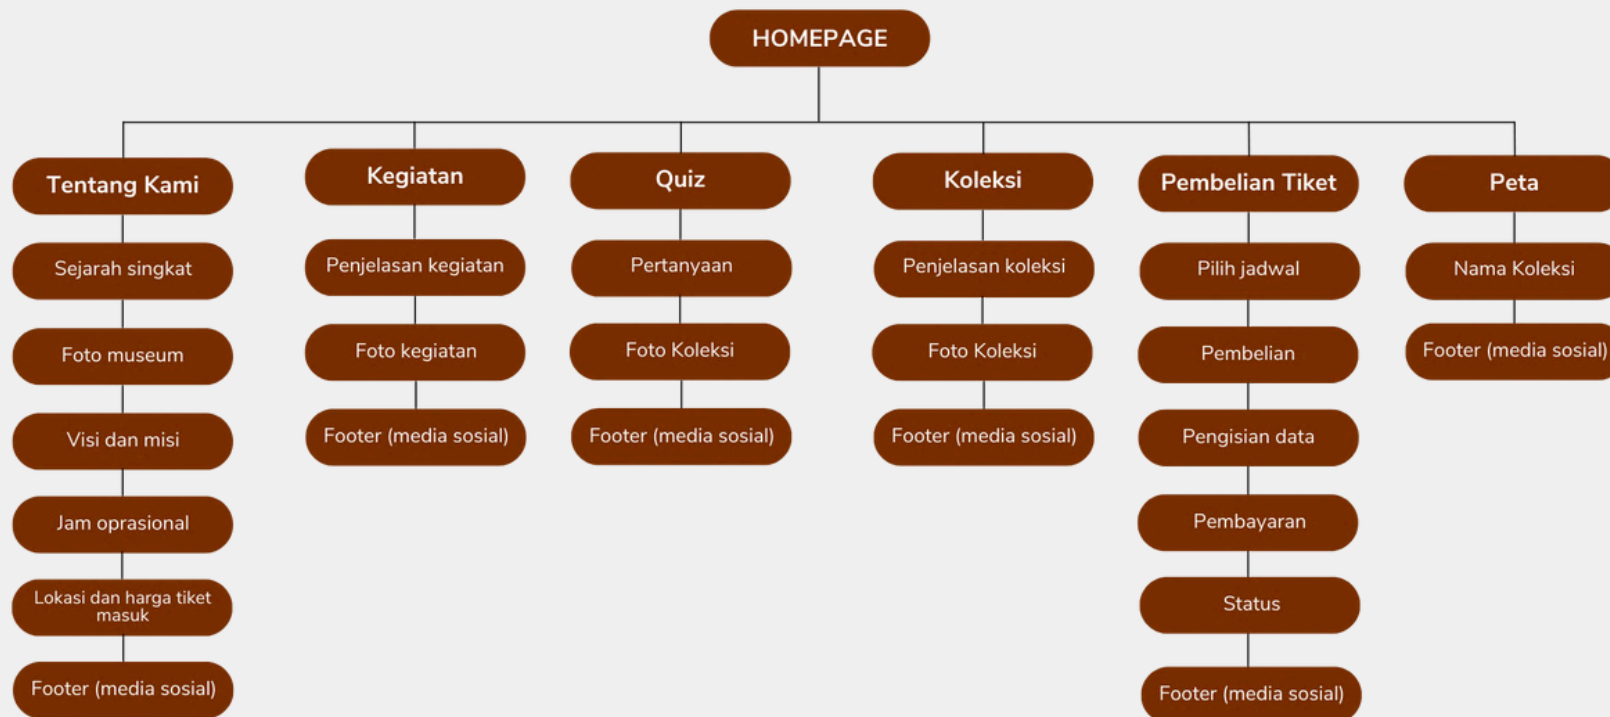 HOMEPAGE
Tentang Kami
Sejarah singkat
Foto museum
Visi dan misi
Jam oprasional
Lokasi dan harga tiket
masuk
Footer (media sosial)
Kegiatan
Penjelasan kegiatan
Foto kegiatan
Footer (media sosial)
Quiz
Pertanyaan
Foto Koleksi
Footer (media sosial)
Koleksi
Penjelasan koleksi
Foto Koleksi
Footer (media sosial)
Pembelian Tiket
Pilih jadwal
Pembelian
Pengisian data
Pembayaran
Status
Footer (media sosial)
Peta
Nama Koleksi
Footer (media sosial)